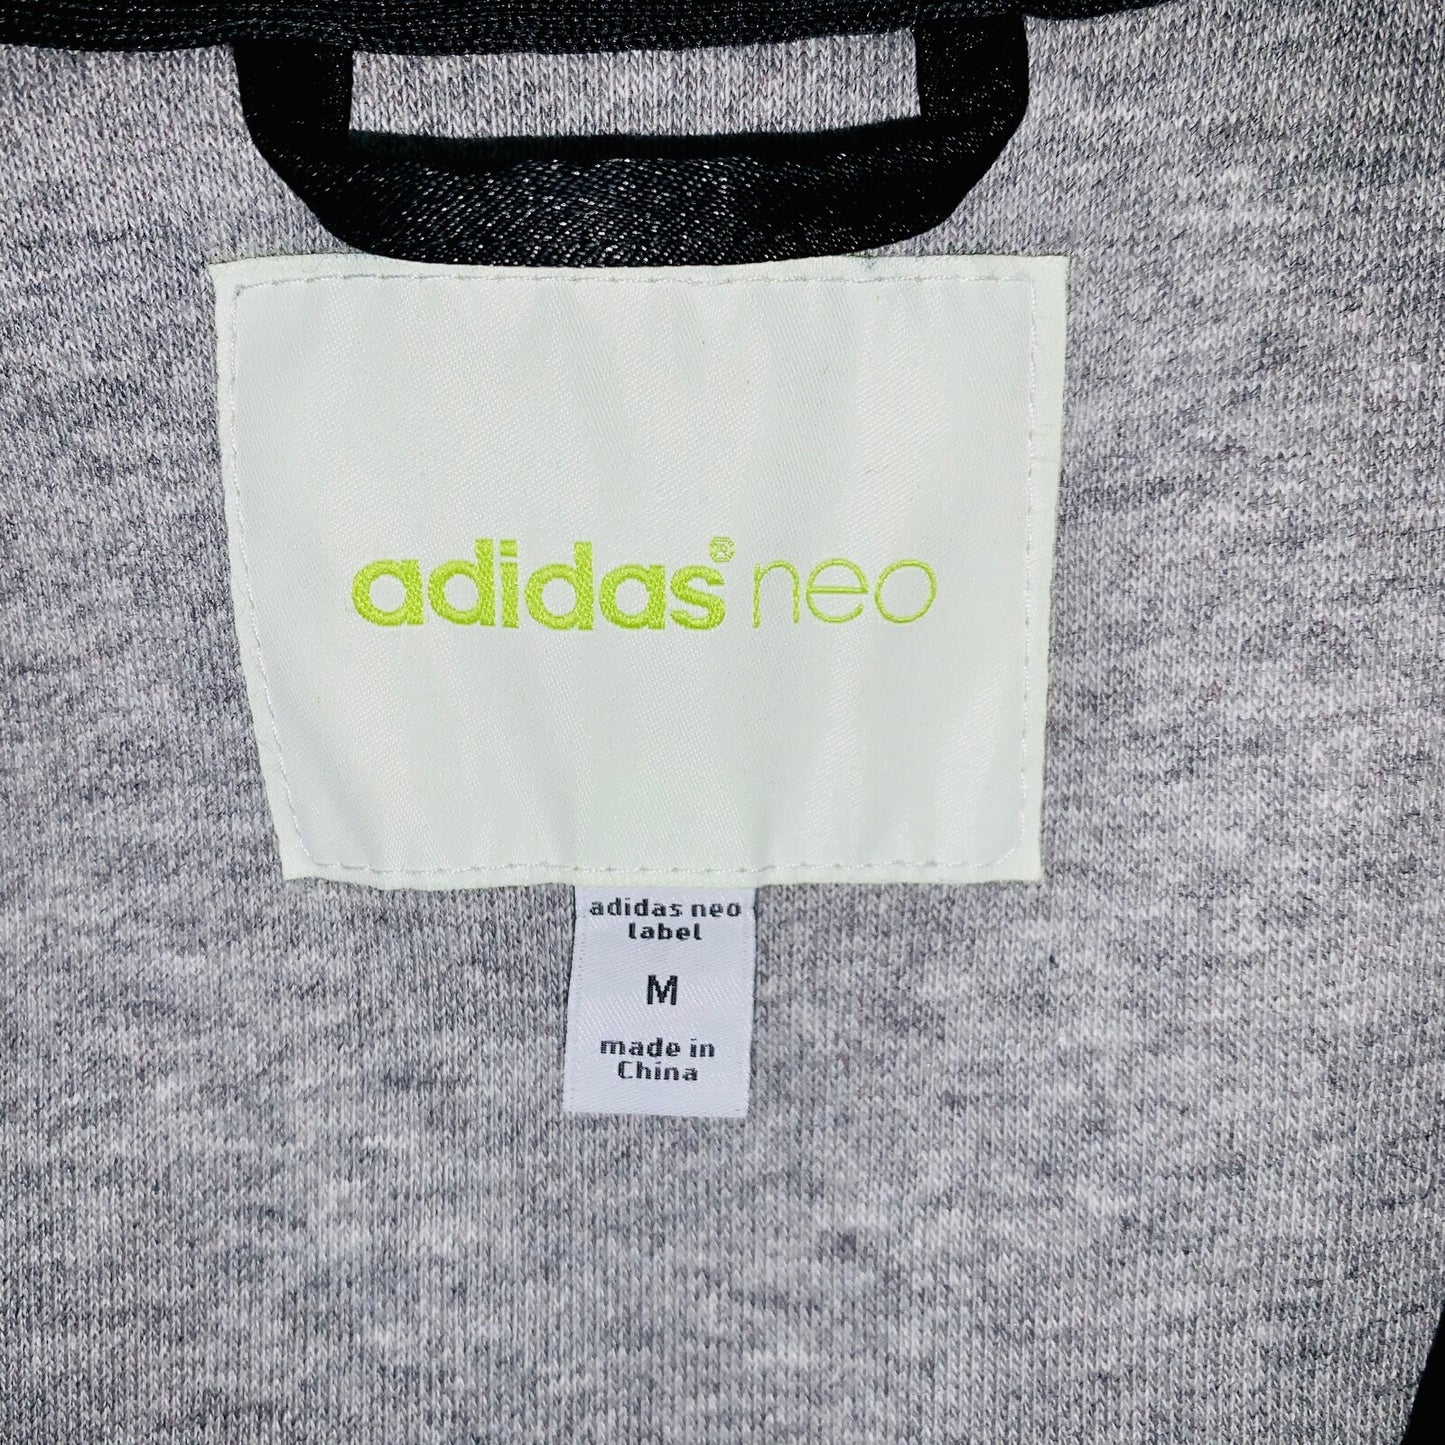 adidas® neo
adidas neo
label
M
made in
China